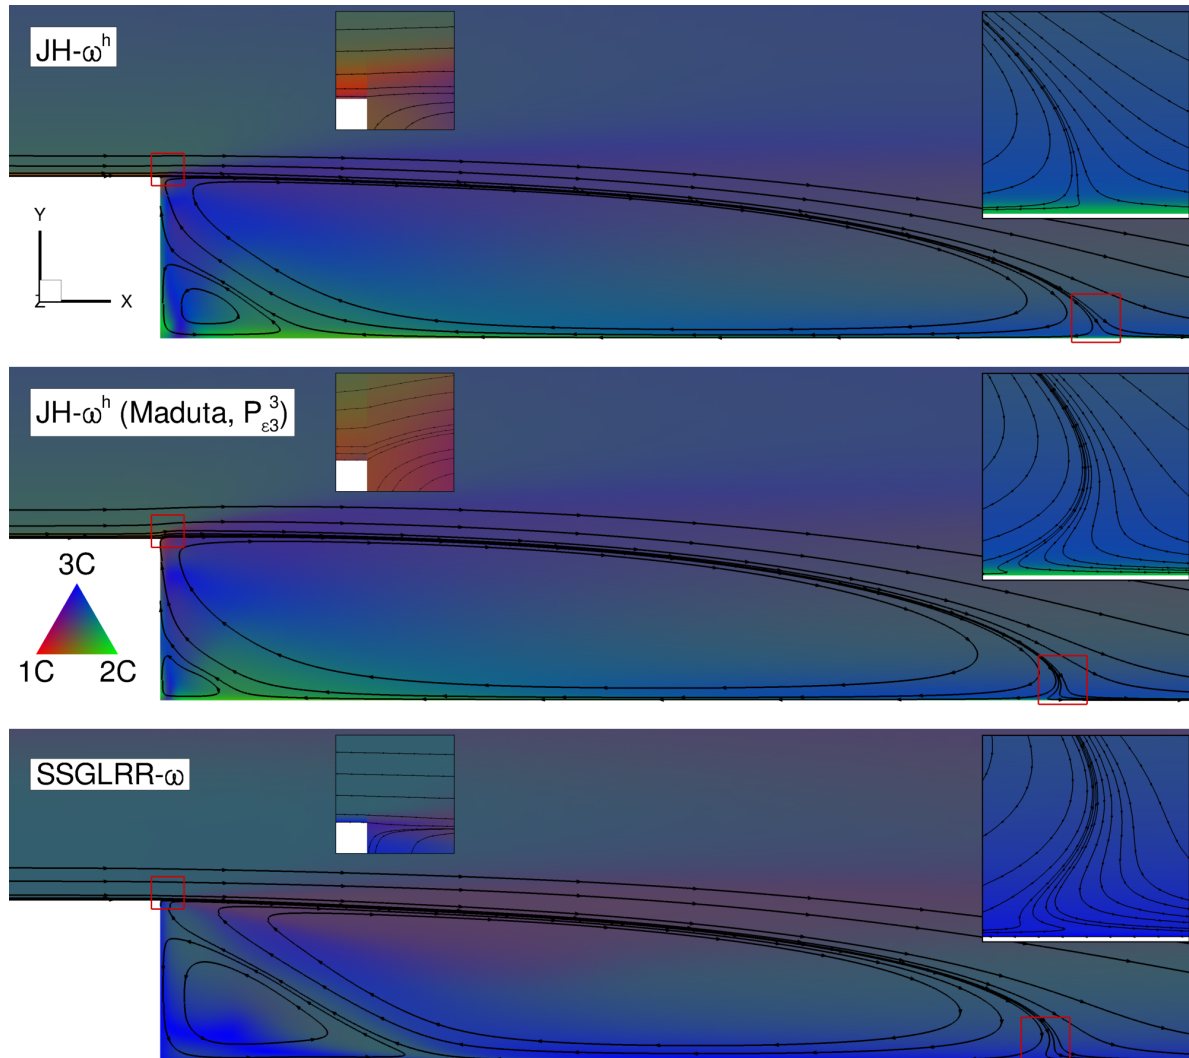 JH-ω^h
Y
Z X
JH-ω^h (Maduta, P_ε3^3)
3C
1C 2C
SSGLRR-ω